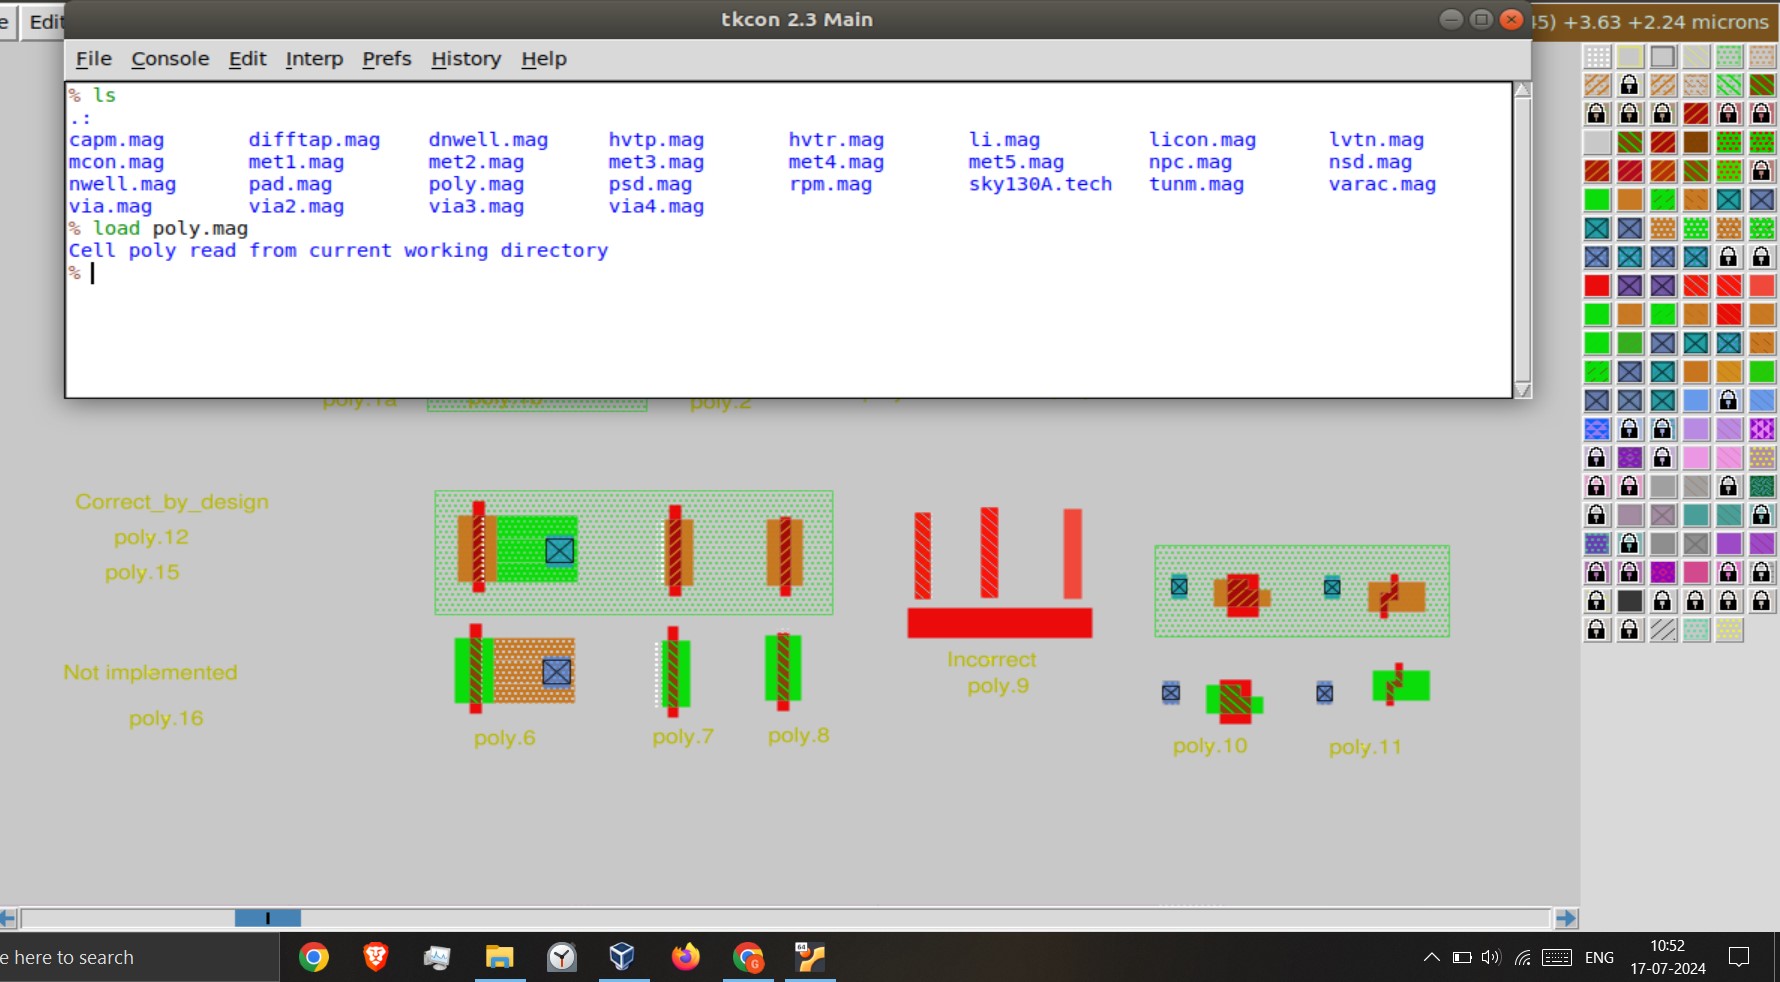 e Edit
tkcon 2.3 Main
45) +3.63 +2.24 microns
File Console Edit Interp Prefs History Help
% ls
.:
capm.mag difftap.mag dnwell.mag hvtp.mag hvtr.mag li.mag licon.mag lvtn.mag
mcon.mag met1.mag met2.mag met3.mag met4.mag met5.mag npc.mag nsd.mag
nwell.mag pad.mag poly.mag psd.mag rpm.mag sky130A.tech tunm.mag varac.mag
via.mag via2.mag via3.mag via4.mag
% load poly.mag
Cell poly read from current working directory
%
poly.1a poly.2
Correct_by_design
poly.12
poly.15
Incorrect
poly.9
Not implemented
poly.16
poly.6 poly.7 poly.8
poly.10 poly.11
e here to search
64
G
ENG
10:52
17-07-2024